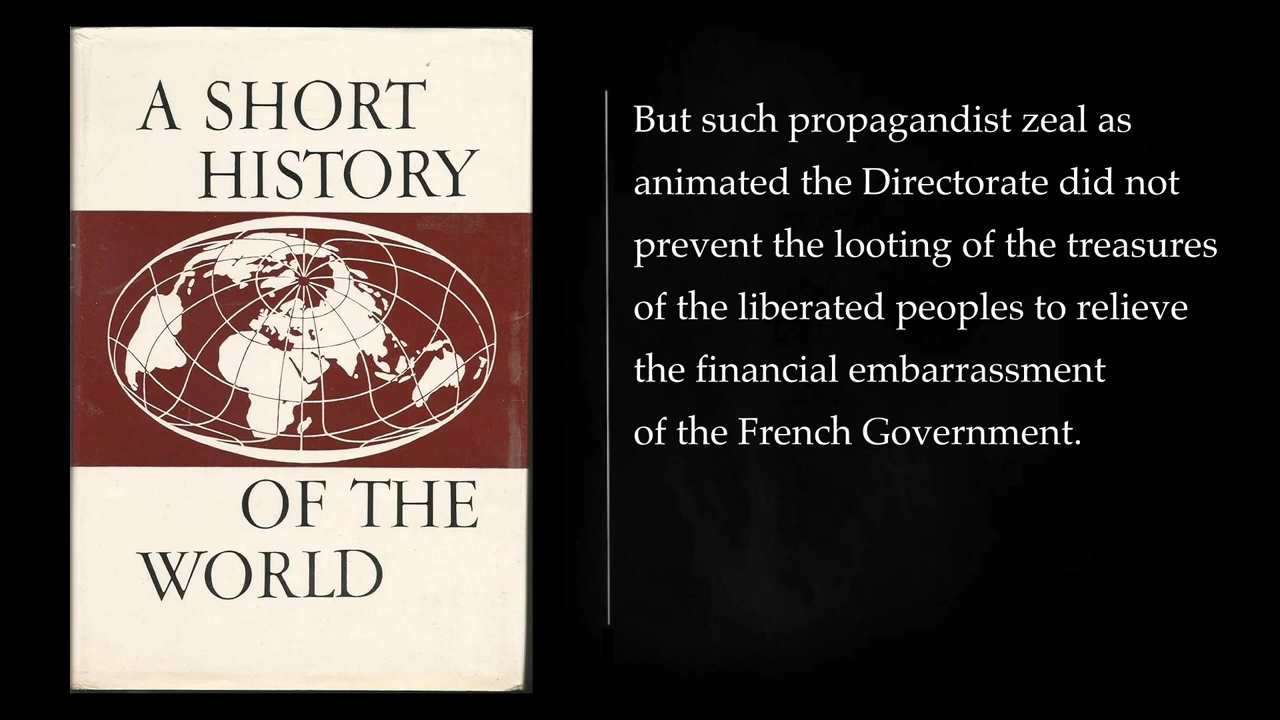 A SHORT
HISTORY
OF THE
WORLD
But such propagandist zeal as
animated the Directorate did not
prevent the looting of the treasures
of the liberated peoples to relieve
the financial embarrassment
of the French Government.